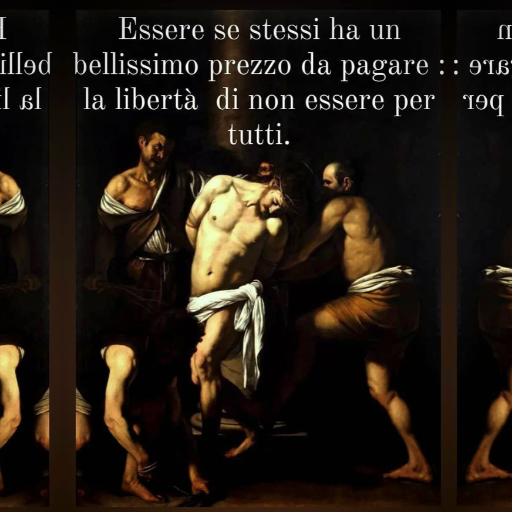 Essere se stessi ha un
bellissimo prezzo da pagare :
la libertà di non essere per
tutti.